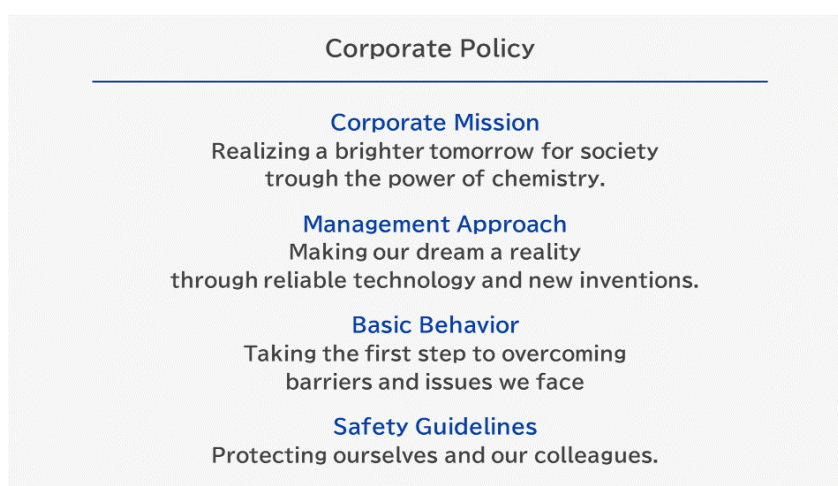 Corporate Policy
Corporate Mission
Realizing a brighter tomorrow for society
trough the power of chemistry.
Management Approach
Making our dream a reality
through reliable technology and new inventions.
Basic Behavior
Taking the first step to overcoming
barriers and issues we face
Safety Guidelines
Protecting ourselves and our colleagues.